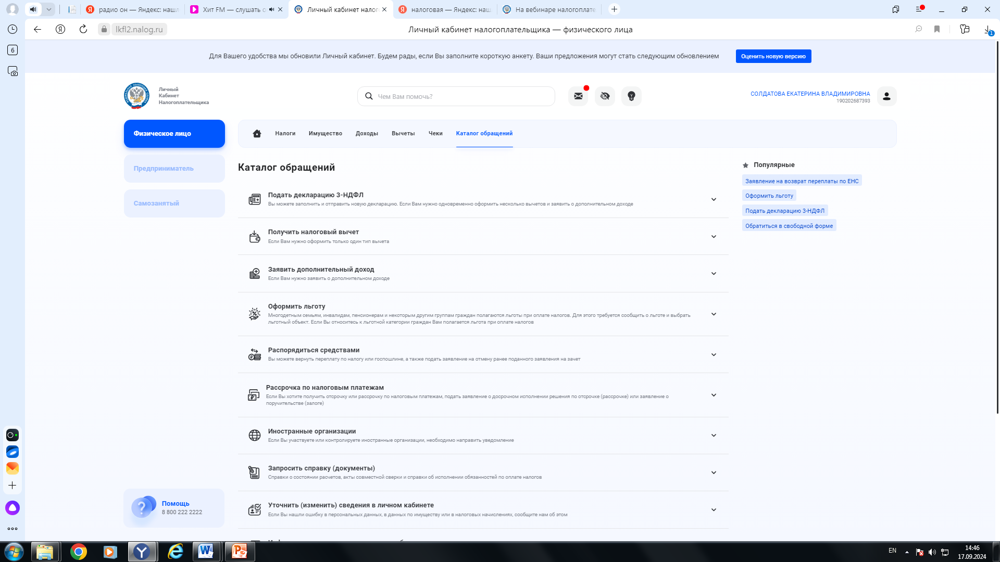 радио он — Яндекс: нашл
Хит FM — слушать о
Личный кабинет налог
налоговая — Яндекс: наш
На вебинаре налогоплате
6
lkfl2.nalog.ru
Личный кабинет налогоплательщика — физического лица
1
Для Вашего удобства мы обновили Личный кабинет. Будем рады, если Вы заполните короткую анкету. Ваши предложения могут стать следующим обновлением
Оценить новую версию
Личный
Кабинет
Налогоплательщика
Чем Вам помочь?
СОЛДАТОВА ЕКАТЕРИНА ВЛАДИМИРОВНА
190202687393
Физическое лицо
Предприниматель
Самозанятый
Налоги
Имущество
Доходы
Вычеты
Чеки
Каталог обращений
Каталог обращений
Подать декларацию 3-НДФЛ
Вы можете заполнить и отправить новую декларацию. Если Вам нужно одновременно оформить несколько вычетов и заявить о дополнительном доходе
Получить налоговый вычет
Если Вам нужно оформить только один тип вычета
Заявить дополнительный доход
Если Вам нужно заявить о дополнительном доходе
Оформить льготу
Многодетным семьям, инвалидам, пенсионерам и некоторым другим группам граждан полагаются льготы при оплате налогов. Для этого требуется сообщить о льготе и выбрать
льготный объект. Если Вы относитесь к льготной категории граждан Вам полагается льгота при оплате налогов
Распорядиться средствами
Вы можете вернуть переплату по налогу или госпошлине, а также подать заявление на отмену ранее поданного заявления на зачет
Рассрочка по налоговым платежам
Если Вы хотите получить отсрочку или рассрочку по налоговым платежам, подать заявление о досрочном исполнении решения по отсрочке (рассрочке) или заявление о
поручительстве (залоге)
Иностранные организации
Если Вы участвуете или контролируете иностранные организации, необходимо направить уведомление
Запросить справку (документы)
Справки о состоянии расчетов, акты совместной сверки и справки об исполнении обязанностей по оплате налогов
Уточнить (изменить) сведения в личном кабинете
Если Вы нашли ошибку в персональных данных, в данных по имуществу или в налоговых начислениях, сообщите нам об этом
Популярные
Заявление на возврат переплаты по ЕНС
Оформить льготу
Подать декларацию 3-НДФЛ
Обратиться в свободной форме
Помощь
8 800 222 2222
EN
14:46
17.09.2024